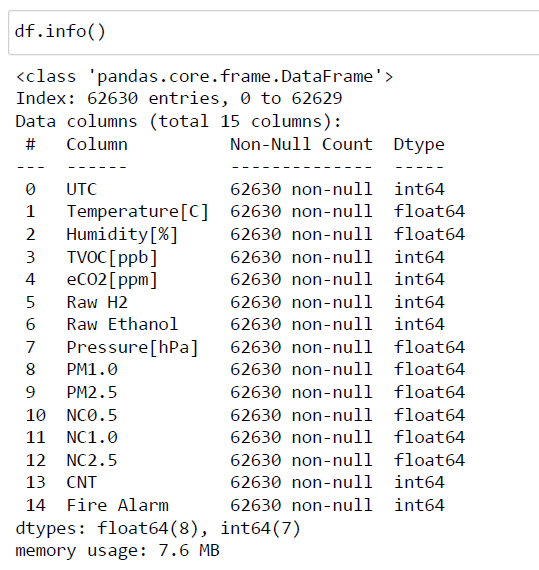 df.info()
<class 'pandas.core.frame.DataFrame'>
Index: 62630 entries, 0 to 62629
Data columns (total 15 columns):
 #   Column          Non-Null Count  Dtype
---  ------          --------------  -----
 0   UTC             62630 non-null  int64
 1   Temperature[C]  62630 non-null  float64
 2   Humidity[%]     62630 non-null  float64
 3   TVOC[ppb]       62630 non-null  int64
 4   eCO2[ppm]       62630 non-null  int64
 5   Raw H2          62630 non-null  int64
 6   Raw Ethanol     62630 non-null  int64
 7   Pressure[hPa]   62630 non-null  float64
 8   PM1.0           62630 non-null  float64
 9   PM2.5           62630 non-null  float64
 10  NC0.5           62630 non-null  float64
 11  NC1.0           62630 non-null  float64
 12  NC2.5           62630 non-null  float64
 13  CNT             62630 non-null  int64
 14  Fire Alarm      62630 non-null  int64
dtypes: float64(8), int64(7)
memory usage: 7.6 MB